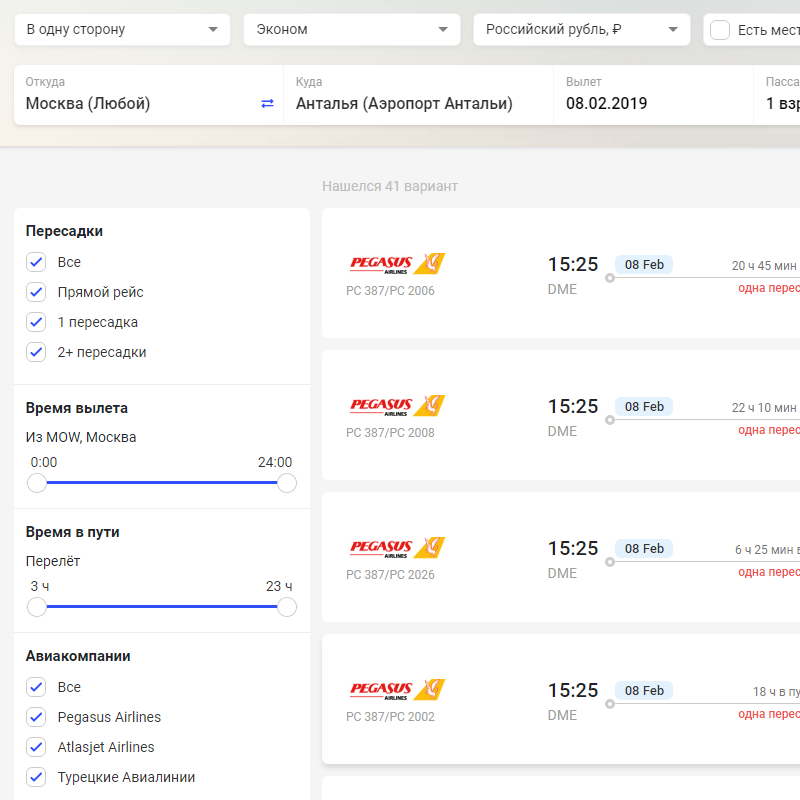 В одну сторону
Эконом
Российский рубль, ₽
Есть мест
Откуда
Куда
Вылет
Пасса
Москва (Любой)
Анталья (Аэропорт Антальи)
08.02.2019
1 взр
Нашелся 41 вариант
Пересадки
Все
Прямой рейс
1 пересадка
2+ пересадки
Время вылета
Из MOW, Москва
0:00
24:00
Время в пути
Перелёт
3 ч
23 ч
Авиакомпании
Все
Pegasus Airlines
Atlasjet Airlines
Турецкие Авиалинии
PEGASUS
AIRLINES
PC 387/PC 2006
15:25
08 Feb
DME
20 ч 45 мин
одна перес
PEGASUS
AIRLINES
PC 387/PC 2008
15:25
08 Feb
DME
22 ч 10 мин
одна перес
PEGASUS
AIRLINES
PC 387/PC 2026
15:25
08 Feb
DME
6 ч 25 мин в
одна перес
PEGASUS
AIRLINES
PC 387/PC 2002
15:25
08 Feb
DME
18 ч в пу
одна перес